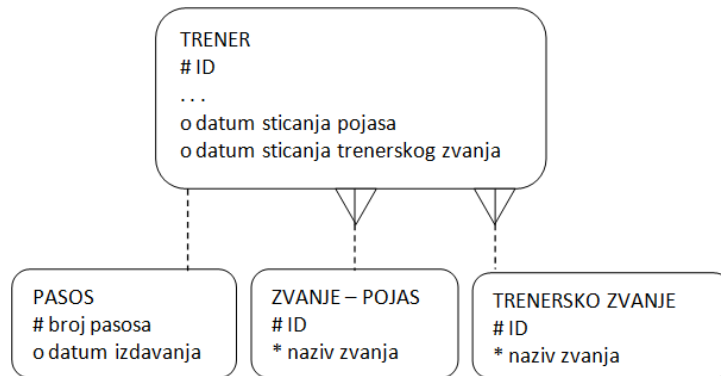 TRENER
# ID
. . .
o datum sticanja pojasa
o datum sticanja trenerskog zvanja
PASOS
# broj pasosa
o datum izdavanja
ZVANJE – POJAS
# ID
* naziv zvanja
TRENERSKO ZVANJE
# ID
* naziv zvanja